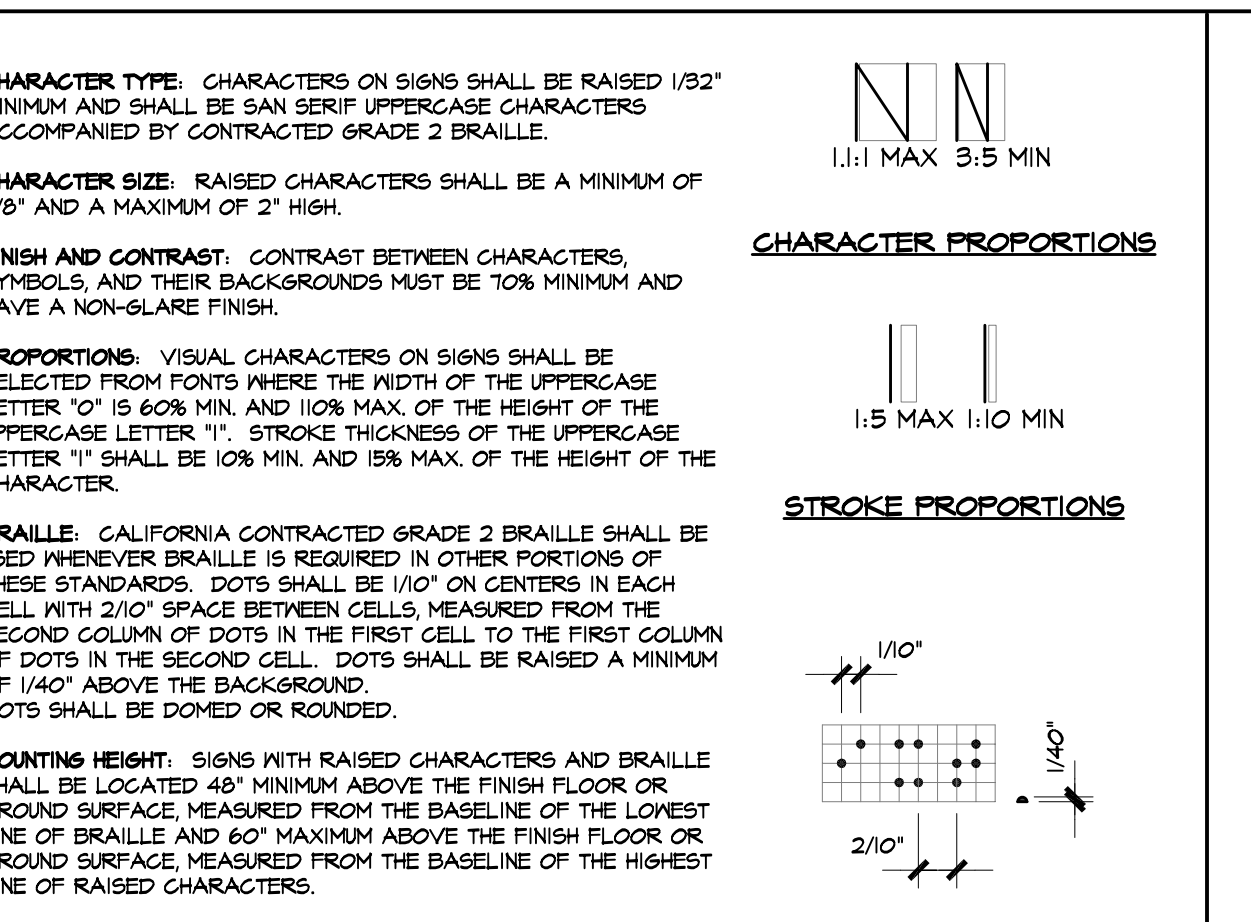 HARACTER TYPE: CHARACTERS ON SIGNS SHALL BE RAISED 1/32"
INIMUM AND SHALL BE SAN SERIF UPPERCASE CHARACTERS
CCOMPANIED BY CONTRACTED GRADE 2 BRAILLE.
HARACTER SIZE: RAISED CHARACTERS SHALL BE A MINIMUM OF
/8" AND A MAXIMUM OF 2" HIGH.
NISH AND CONTRAST: CONTRAST BETWEEN CHARACTERS,
YMBOLS, AND THEIR BACKGROUNDS MUST BE 70% MINIMUM AND
AVE A NON-GLARE FINISH.
ROPORTIONS: VISUAL CHARACTERS ON SIGNS SHALL BE
ELECTED FROM FONTS WHERE THE WIDTH OF THE UPPERCASE
ETTER "O" IS 60% MIN. AND 110% MAX. OF THE HEIGHT OF THE
PPERCASE LETTER "I". STROKE THICKNESS OF THE UPPERCASE
ETTER "I" SHALL BE 10% MIN. AND 15% MAX. OF THE HEIGHT OF THE
HARACTER.
RAILLE: CALIFORNIA CONTRACTED GRADE 2 BRAILLE SHALL BE
SED WHENEVER BRAILLE IS REQUIRED IN OTHER PORTIONS OF
HESE STANDARDS. DOTS SHALL BE 1/10" ON CENTERS IN EACH
ELL WITH 2/10" SPACE BETWEEN CELLS, MEASURED FROM THE
ECOND COLUMN OF DOTS IN THE FIRST CELL TO THE FIRST COLUMN
F DOTS IN THE SECOND CELL. DOTS SHALL BE RAISED A MINIMUM
F 1/40" ABOVE THE BACKGROUND.
OTS SHALL BE DOMED OR ROUNDED.
OUNTING HEIGHT: SIGNS WITH RAISED CHARACTERS AND BRAILLE
HALL BE LOCATED 48" MINIMUM ABOVE THE FINISH FLOOR OR
ROUND SURFACE, MEASURED FROM THE BASELINE OF THE LOWEST
NE OF BRAILLE AND 60" MAXIMUM ABOVE THE FINISH FLOOR OR
ROUND SURFACE, MEASURED FROM THE BASELINE OF THE HIGHEST
NE OF RAISED CHARACTERS.
N N
1.1:1 MAX 3:5 MIN
CHARACTER PROPORTIONS
1:5 MAX 1:10 MIN
STROKE PROPORTIONS
1/10"
1/40"
2/10"